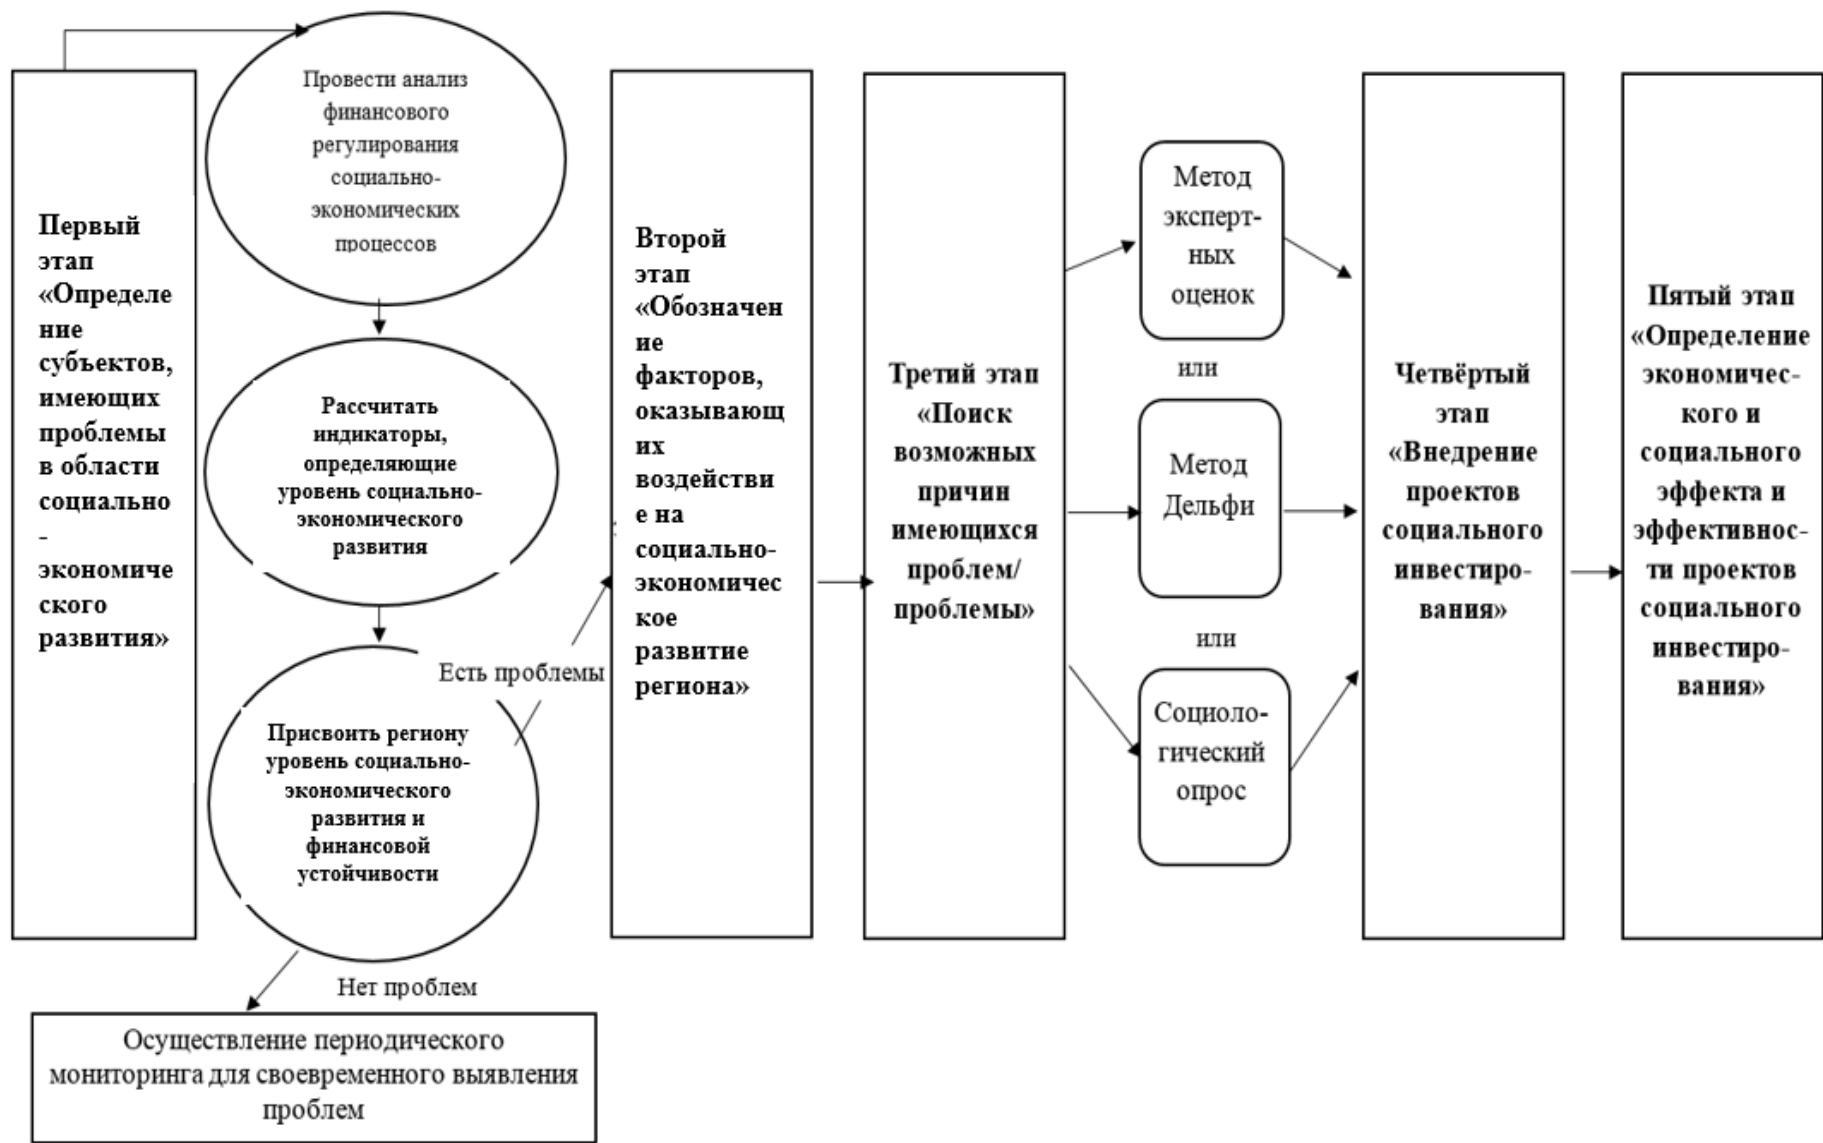 Первый
этап
«Определе
ние
субъектов,
имеющих
проблемы
в области
социально
-
экономиче
ского
развития»
Провести анализ
финансового
регулирования
социально-
экономических
процессов
Рассчитать
индикаторы,
определяющие
уровень социально-
экономического
развития
Присвоить региону
уровень социально-
экономического
развития и
финансовой
устойчивости
Есть проблемы
Нет проблем
Осуществление периодического
мониторинга для своевременного выявления
проблем
Второй
этап
«Обозначен
ие
факторов,
оказывающ
их
воздействи
е на
социально-
экономичес
кое
развитие
региона»
Третий этап
«Поиск
возможных
причин
имеющихся
проблем/
проблемы»
Метод
эксперт-
ных
оценок
или
Метод
Дельфи
или
Социоло-
гический
опрос
Четвёртый
этап
«Внедрение
проектов
социального
инвестиро-
вания»
Пятый этап
«Определение
экономичес-
кого и
социального
эффекта и
эффективнос-
ти проектов
социального
инвестиро-
вания»